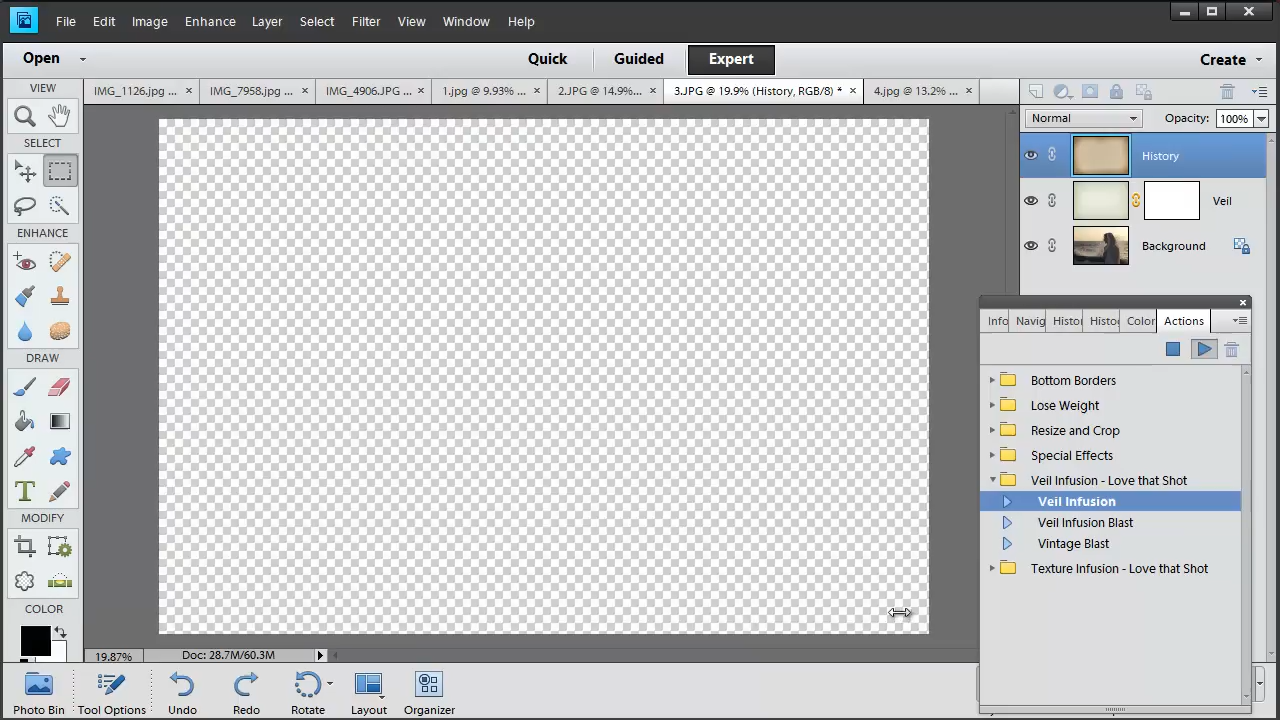 File Edit Image Enhance Layer Select Filter View Window Help
Open Quick Guided Expert Create
VIEW
IMG_1126.jpg ... × IMG_7958.jpg ... × IMG_4906.JPG ... × 1.jpg @ 9.93% ... × 2.JPG @ 14.9%... × 3.JPG @ 19.9% (History, RGB/8) * × 4.jpg @ 13.2% ... ×
Normal Opacity: 100%
SELECT
History
Veil
ENHANCE
Background
Info Navig Histor Histog Color Actions
DRAW
Bottom Borders
Lose Weight
Resize and Crop
Special Effects
Veil Infusion - Love that Shot
Veil Infusion
T
MODIFY
Veil Infusion Blast
Vintage Blast
Texture Infusion - Love that Shot
COLOR
19.87% Doc: 28.7M/60.3M
Photo Bin Tool Options Undo Redo Rotate Layout Organizer